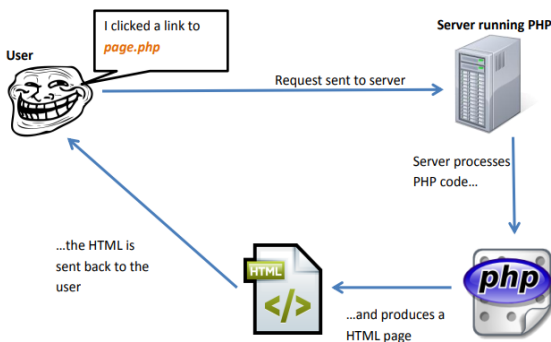 I clicked a link to
page.php
User
Server running PHP
Request sent to server
Server processes
PHP code...
php
...and produces a
HTML page
HTML
</>
...the HTML is
sent back to the
user